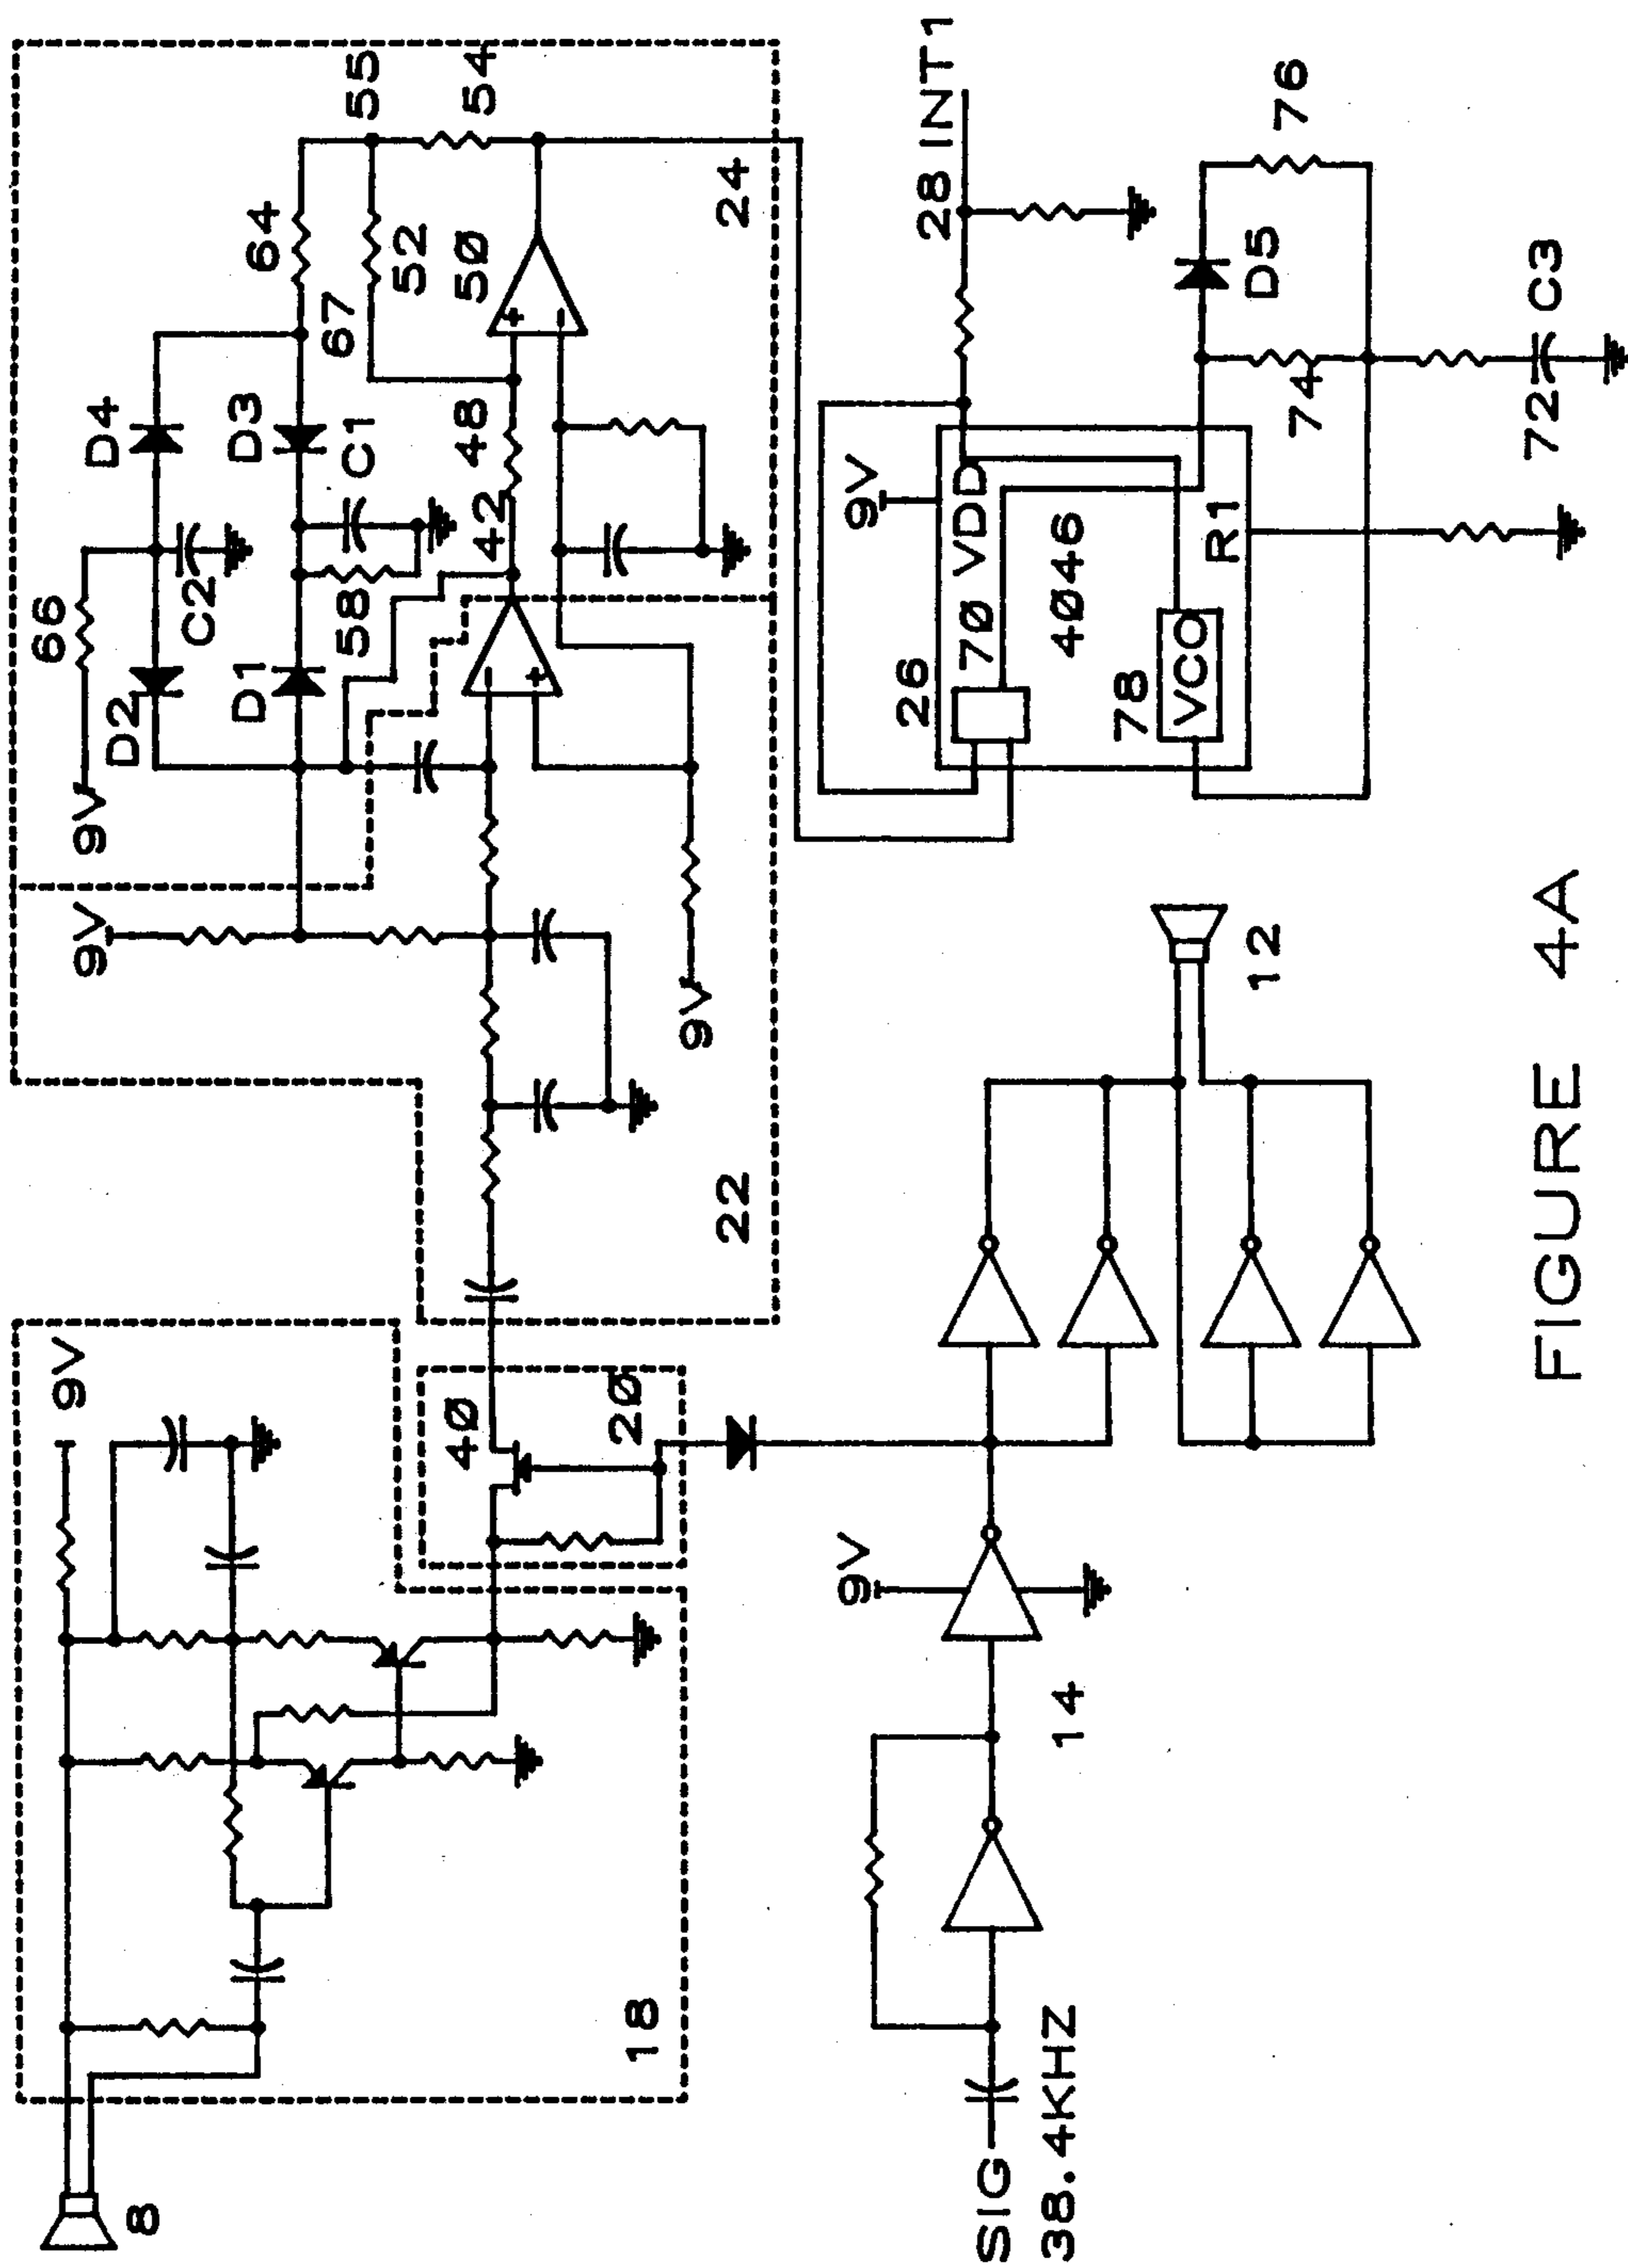 8
9V
9V
9V
66
D2
C2
D4
D1
D3
64
58
C1
67
55
52
40
42
48
50
54
20
18
22
9V
24
9V
9V
26
28 INT1
SIG
38.4KHZ
14
70
VDD
4046
78
VCO
R1
12
D5
74
76
72
C3
FIGURE 4A